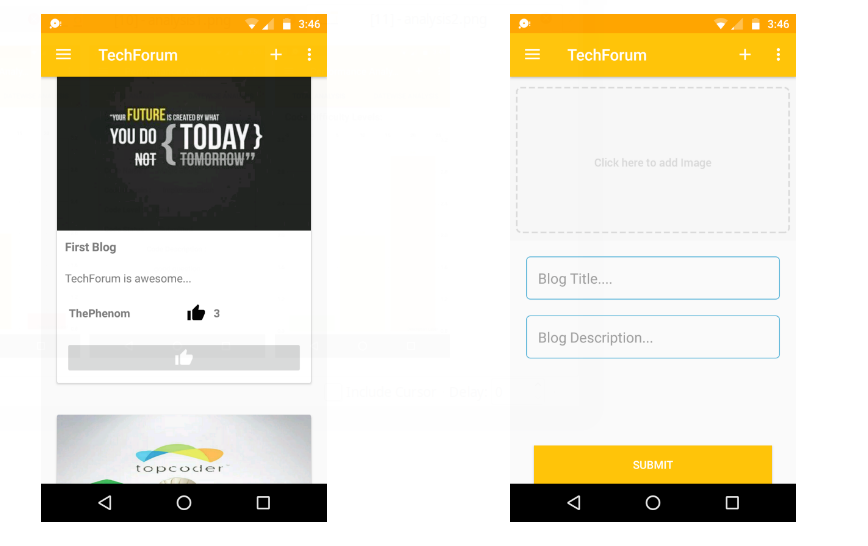 3:46
TechForum
"YOUR FUTURE IS CREATED BY WHAT
YOU DO { TODAY }
NOT TOMORROW"
First Blog
TechForum is awesome...
ThePhenom 3
topcoder
3:46
TechForum
Click here to add Image
Blog Title....
Blog Description...
SUBMIT